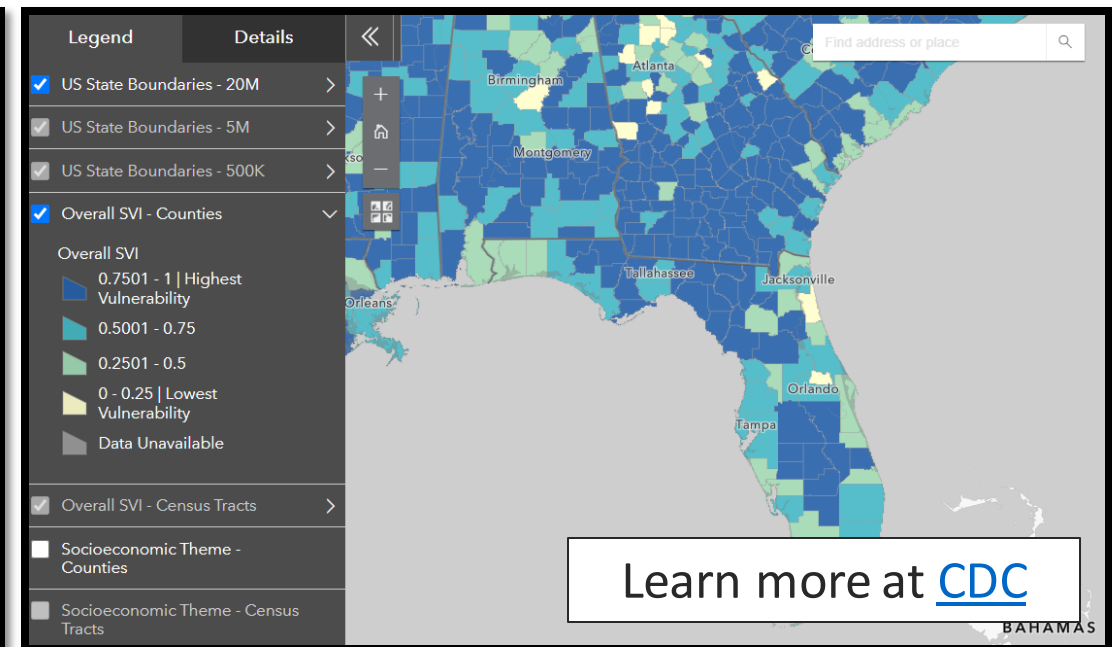 Legend
Details
US State Boundaries - 20M
US State Boundaries - 5M
US State Boundaries - 500K
Overall SVI - Counties
Overall SVI
0.7501 - 1 | Highest
Vulnerability
0.5001 - 0.75
0.2501 - 0.5
0 - 0.25 | Lowest
Vulnerability
Data Unavailable
Overall SVI - Census Tracts
Socioeconomic Theme -
Counties
Socioeconomic Theme - Census
Tracts
Find address or place
Atlanta
Birmingham
Montgomery
Tallahassee
Jacksonville
Orleans
Orlando
Tampa
Learn more at CDC
BAHAMAS